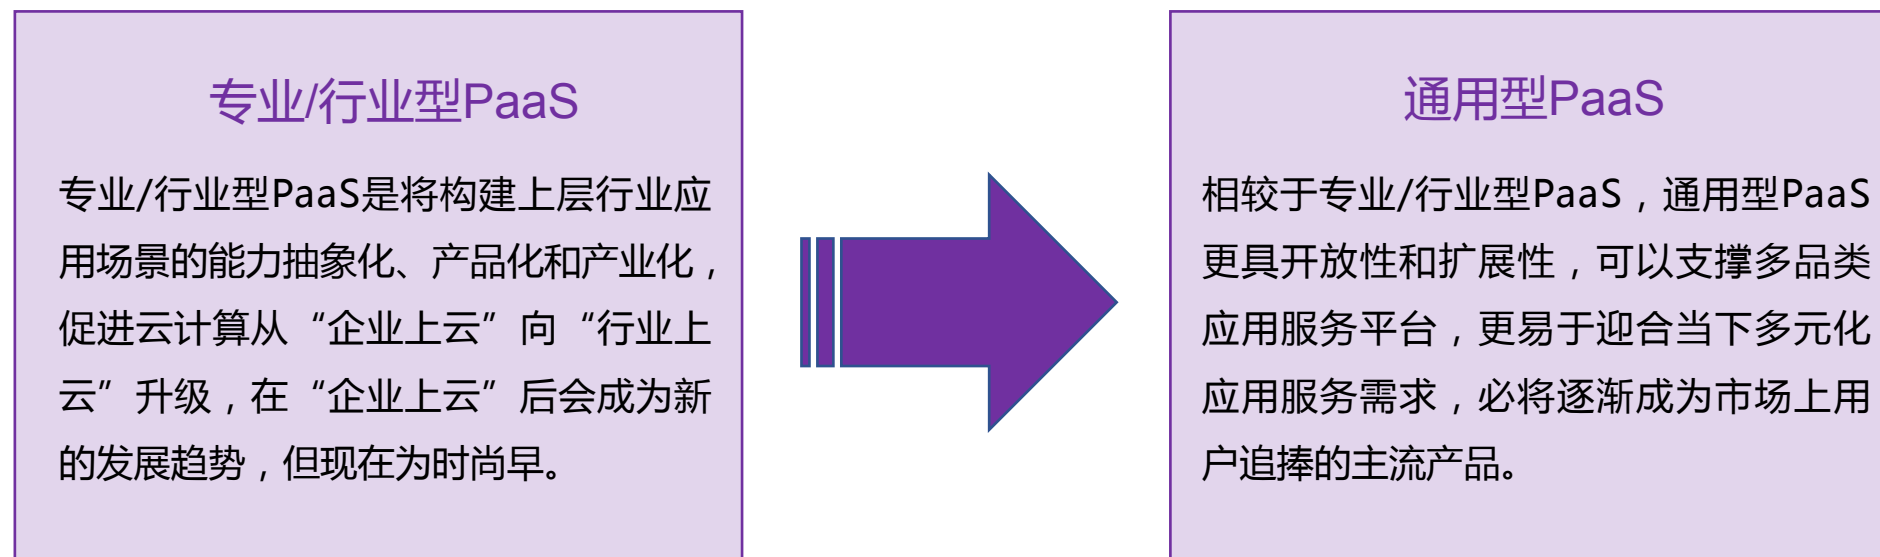 专业/行业型PaaS
专业/行业型PaaS是将构建上层行业应
用场景的能力抽象化、产品化和产业化，
促进云计算从“企业上云”向“行业上
云”升级，在“企业上云”后会成为新
的发展趋势，但现在为时尚早。
通用型PaaS
相较于专业/行业型PaaS，通用型PaaS
更具开放性和扩展性，可以支撑多品类
应用服务平台，更易于迎合当下多元化
应用服务需求，必将逐渐成为市场上用
户追捧的主流产品。